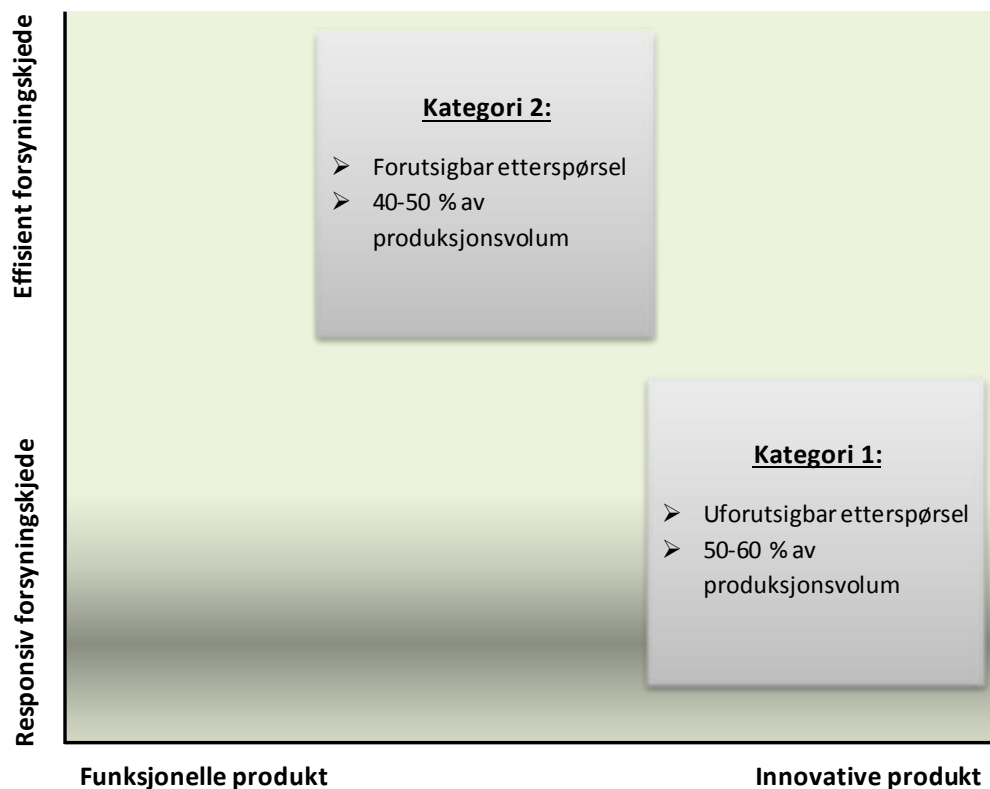 Effisient forsyningskjede
Kategori 2:
➢ Forutsigbar etterspørsel
➢ 40-50 % av
produksjonsvolum
Responsiv forsyningskjede
Kategori 1:
➢ Uforutsigbar etterspørsel
➢ 50-60 % av
produksjonsvolum
Funksjonelle produkt
Innovative produkt